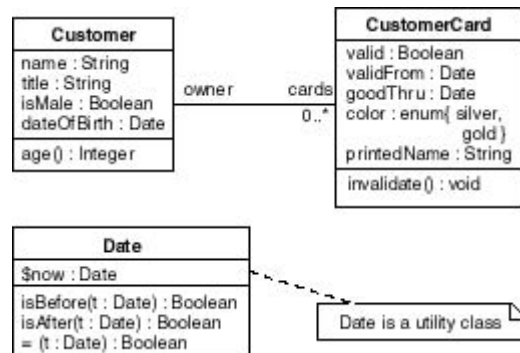 Customer
name : String
title : String
isMale : Boolean
dateOfBirth : Date
age() : Integer
owner
cards
0..*
CustomerCard
valid : Boolean
validFrom : Date
goodThru : Date
color : enum{ silver,
gold }
printedName : String
invalidate() : void
Date
$now : Date
isBefore(t : Date) : Boolean
isAfter(t : Date) : Boolean
= (t : Date) : Boolean
Date is a utility class